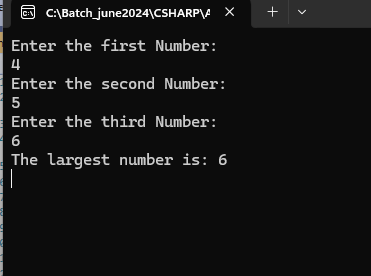 C:\Batch_june2024\CSHARP\A
Enter the first Number:
4
Enter the second Number:
5
Enter the third Number:
6
The largest number is: 6